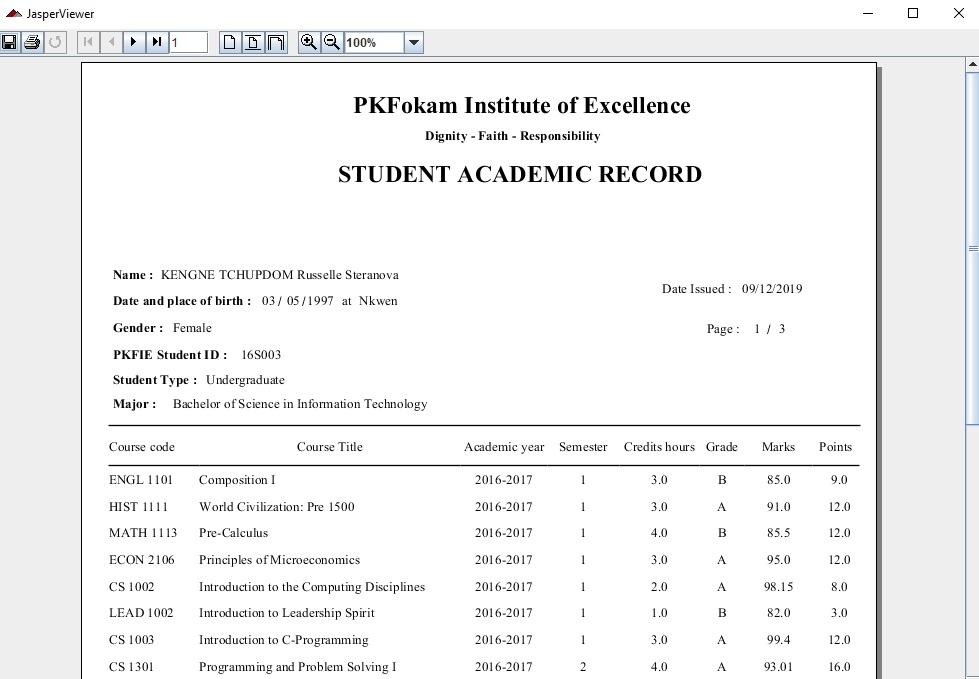 JasperViewer
1
100%
PKFokam Institute of Excellence
Dignity - Faith - Responsibility
STUDENT ACADEMIC RECORD
Name : KENGNE TCHUPDOM Russelle Steranova
Date Issued : 09/12/2019
Date and place of birth : 03 / 05 /1997 at Nkwen
Gender : Female
Page : 1 / 3
PKFIE Student ID : 16S003
Student Type : Undergraduate
Major : Bachelor of Science in Information Technology
Course code Course Title Academic year Semester Credits hours Grade Marks Points
ENGL 1101 Composition I 2016-2017 1 3.0 B 85.0 9.0
HIST 1111 World Civilization: Pre 1500 2016-2017 1 3.0 A 91.0 12.0
MATH 1113 Pre-Calculus 2016-2017 1 4.0 B 85.5 12.0
ECON 2106 Principles of Microeconomics 2016-2017 1 3.0 A 95.0 12.0
CS 1002 Introduction to the Computing Disciplines 2016-2017 1 2.0 A 98.15 8.0
LEAD 1002 Introduction to Leadership Spirit 2016-2017 1 1.0 B 82.0 3.0
CS 1003 Introduction to C-Programming 2016-2017 1 3.0 A 99.4 12.0
CS 1301 Programming and Problem Solving I 2016-2017 2 4.0 A 93.01 16.0